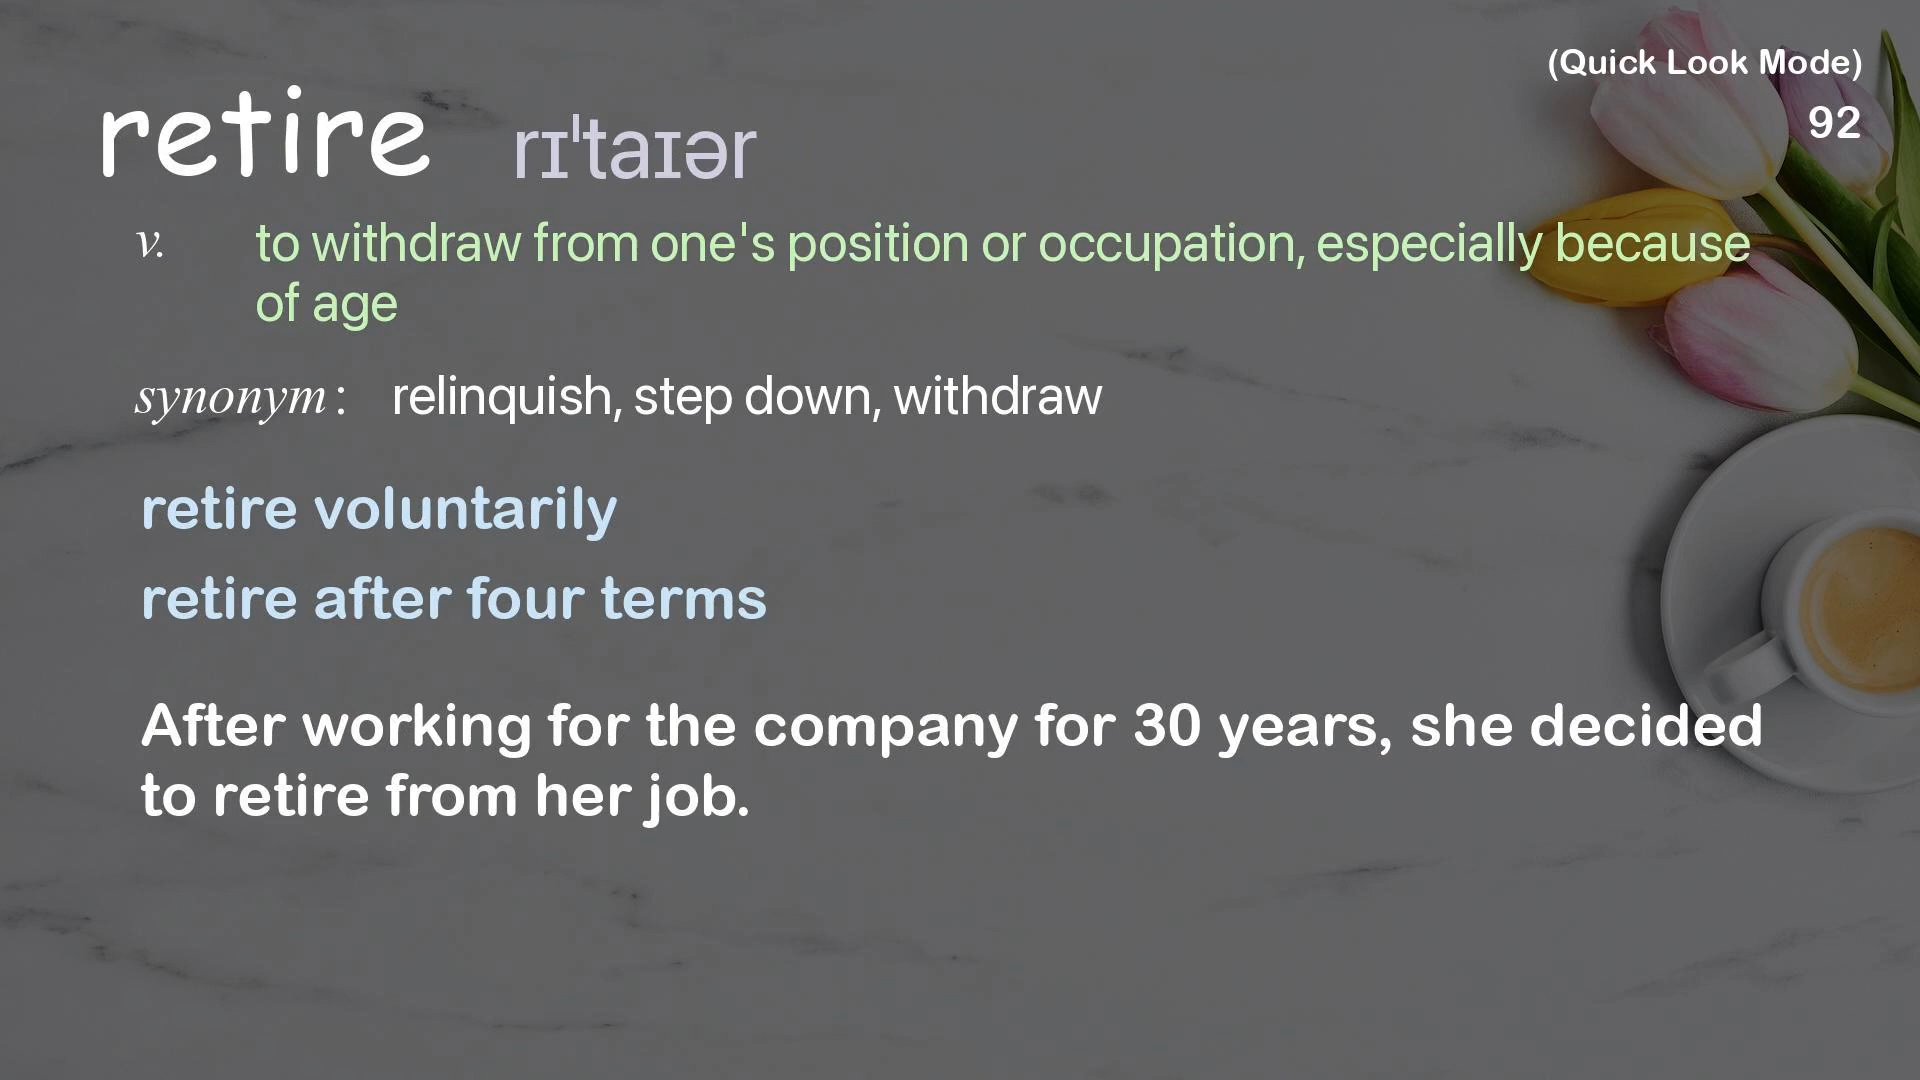 (Quick Look Mode)
92
retire rɪˈtaɪər
v. to withdraw from one's position or occupation, especially because
of age
synonym : relinquish, step down, withdraw
retire voluntarily
retire after four terms
After working for the company for 30 years, she decided
to retire from her job.